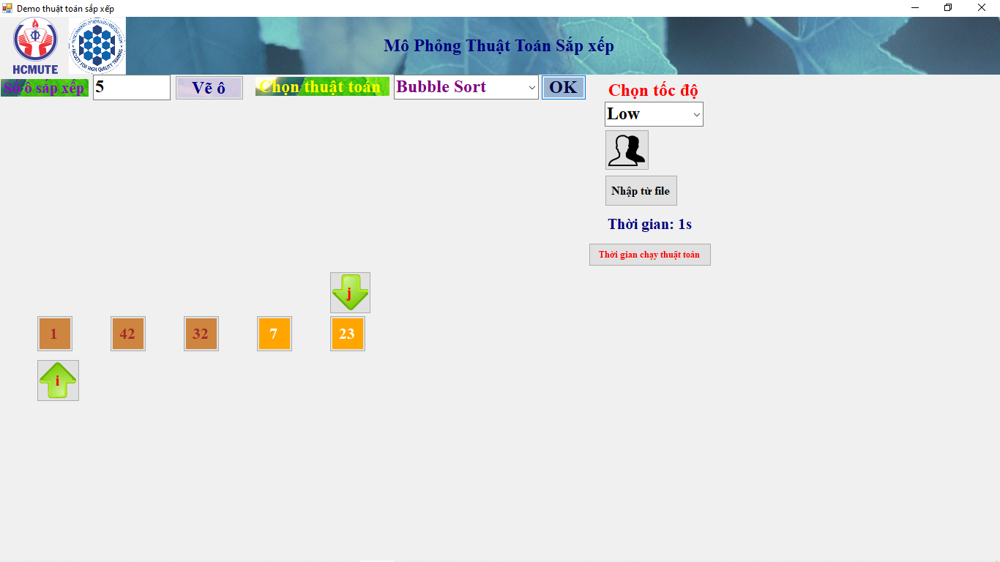 Demo thuật toán sắp xếp
HCMUTE
FACULTY FOR HIGH QUALITY TRAINING
Mô Phỏng Thuật Toán Sắp xếp
Số ô sáp xếp
5
Vẽ ô
Chọn thuật toán
Bubble Sort
OK
Chọn tốc độ
Low
Nhập từ file
Thời gian: 1s
Thời gian chạy thuật toán
j
1 42 32 7 23
i